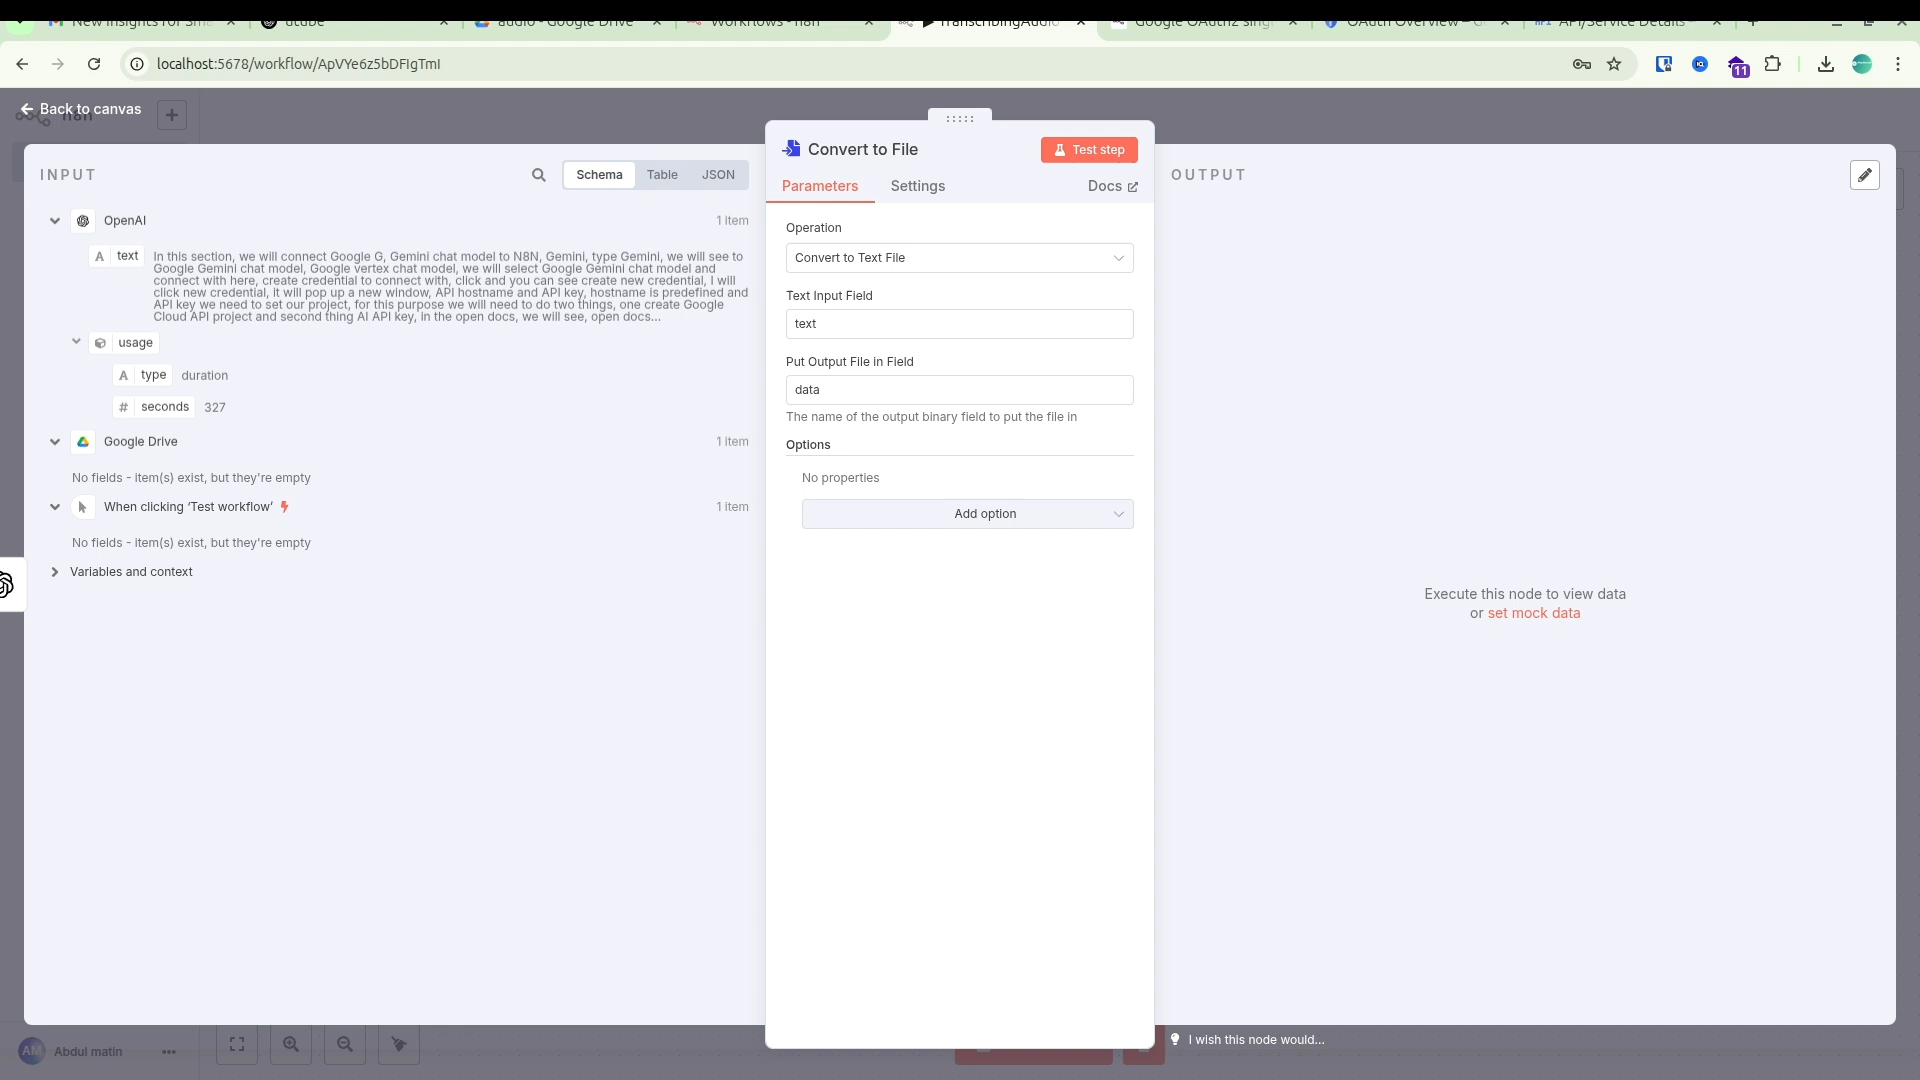 New Insights for Sma
utube
audio - Google Drive
Workflows - n8n
▶ TranscribingAudio
Google OAuth2 sing
OAuth Overview –
API/Service Details –
localhost:5678/workflow/ApVYe6z5bDFIgTmI
11
Back to canvas
INPUT
Schema
Table
JSON
OpenAI
1 item
A text
In this section, we will connect Google G, Gemini chat model to N8N, Gemini, type Gemini, we will see to
Google Gemini chat model, Google vertex chat model, we will select Google Gemini chat model and
connect with here, create credential to connect with, click and you can see create new credential, I will
click new credential, it will pop up a new window, API hostname and API key, hostname is predefined and
API key we need to set our project, for this purpose we will need to do two things, one create Google
Cloud API project and second thing AI API key, in the open docs, we will see, open docs...
usage
A type duration
# seconds 327
Google Drive
1 item
No fields - item(s) exist, but they're empty
When clicking ‘Test workflow’
1 item
No fields - item(s) exist, but they're empty
Variables and context
Convert to File
Test step
Parameters
Settings
Docs
Operation
Convert to Text File
Text Input Field
text
Put Output File in Field
data
The name of the output binary field to put the file in
Options
No properties
Add option
OUTPUT
Execute this node to view data
or set mock data
AM
Abdul matin
I wish this node would...